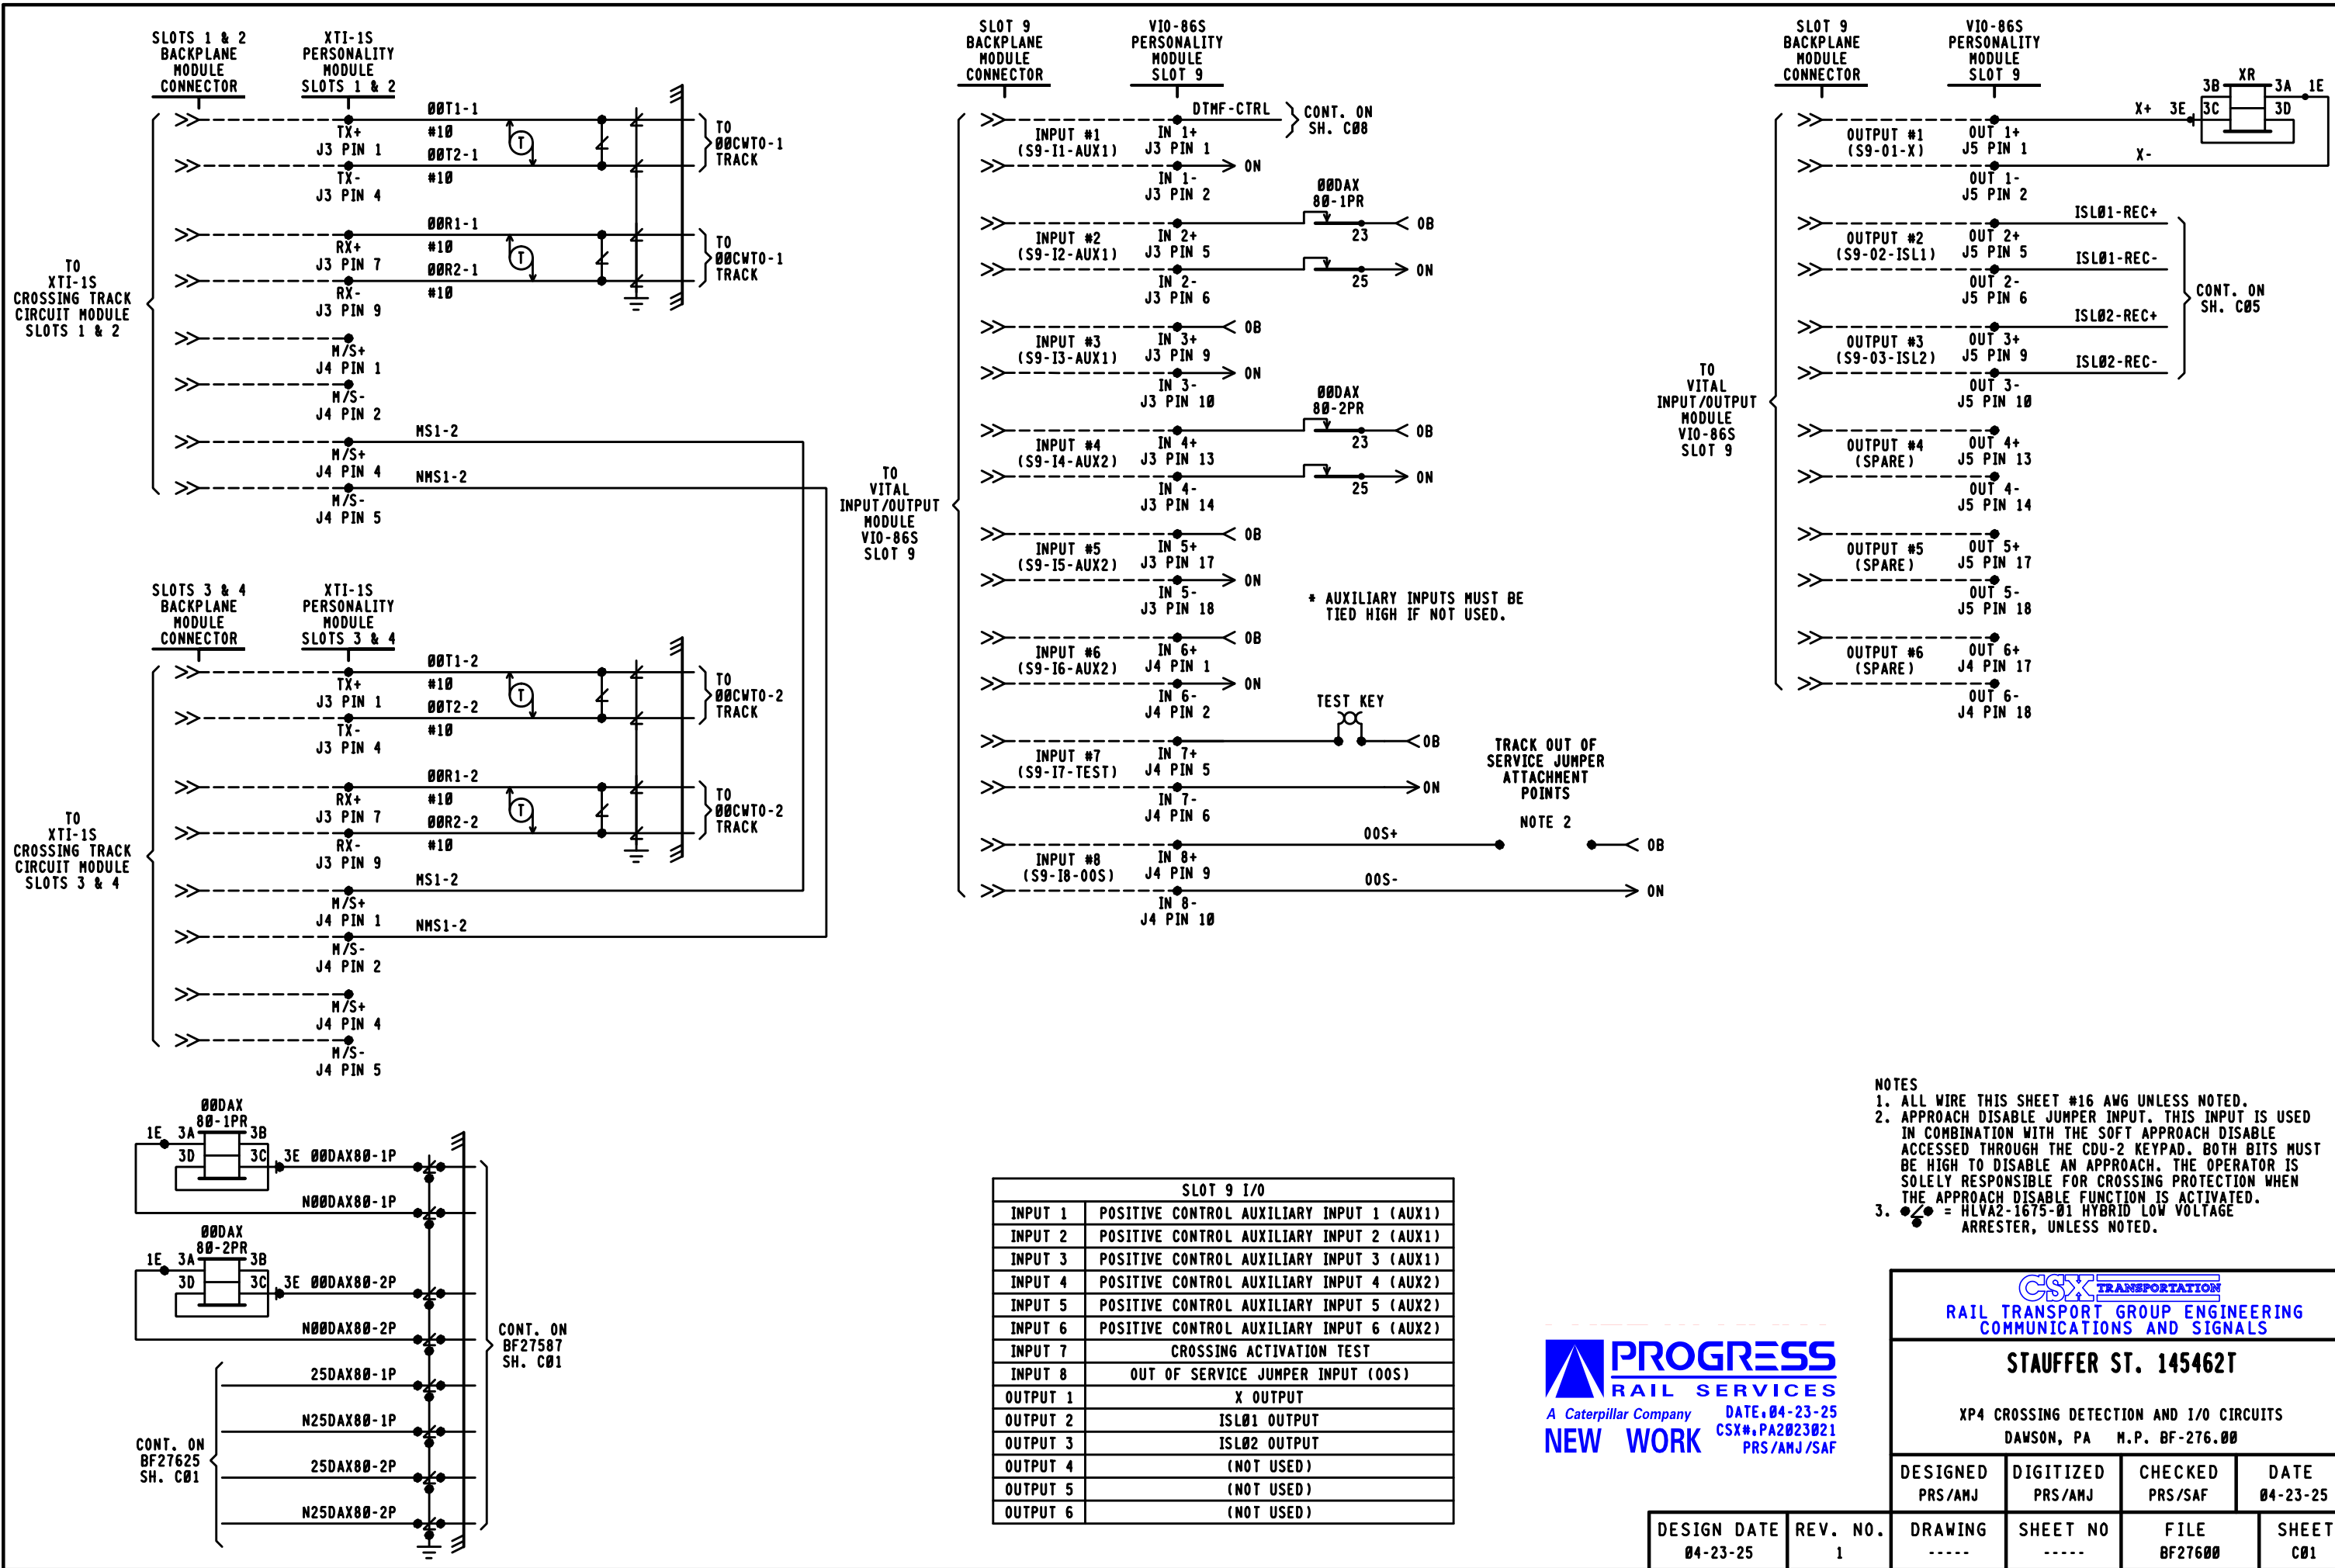 SLOTS 1 & 2
BACKPLANE
MODULE
CONNECTOR
XTI-1S
PERSONALITY
MODULE
SLOTS 1 & 2
TO
XTI-1S
CROSSING TRACK
CIRCUIT MODULE
SLOTS 1 & 2
TX+
J3 PIN 1
TX-
J3 PIN 4
RX+
J3 PIN 7
RX-
J3 PIN 9
M/S+
J4 PIN 1
M/S-
J4 PIN 2
M/S+
J4 PIN 4
M/S-
J4 PIN 5
00T1-1
#10
00T2-1
#10
T
00R1-1
#10
00R2-1
#10
T
MS1-2
NMS1-2
TO
00CWTO-1
TRACK
TO
00CWTO-1
TRACK
SLOTS 3 & 4
BACKPLANE
MODULE
CONNECTOR
XTI-1S
PERSONALITY
MODULE
SLOTS 3 & 4
TO
XTI-1S
CROSSING TRACK
CIRCUIT MODULE
SLOTS 3 & 4
TX+
J3 PIN 1
TX-
J3 PIN 4
RX+
J3 PIN 7
RX-
J3 PIN 9
M/S+
J4 PIN 1
M/S-
J4 PIN 2
M/S+
J4 PIN 4
M/S-
J4 PIN 5
00T1-2
#10
00T2-2
#10
T
00R1-2
#10
00R2-2
#10
T
MS1-2
NMS1-2
TO
00CWTO-2
TRACK
TO
00CWTO-2
TRACK
00DAX
80-1PR
1E 3A 3B
3D 3C 3E 00DAX80-1P
N00DAX80-1P
00DAX
80-2PR
1E 3A 3B
3D 3C 3E 00DAX80-2P
N00DAX80-2P
25DAX80-1P
N25DAX80-1P
25DAX80-2P
N25DAX80-2P
CONT. ON
BF27625
SH. C01
CONT. ON
BF27587
SH. C01
SLOT 9
BACKPLANE
MODULE
CONNECTOR
VIO-86S
PERSONALITY
MODULE
SLOT 9
TO
VITAL
INPUT/OUTPUT
MODULE
VIO-86S
SLOT 9
INPUT #1
(S9-I1-AUX1)
IN 1+
J3 PIN 1
IN 1-
J3 PIN 2
DTMF-CTRL
CONT. ON
SH. C08
ON
INPUT #2
(S9-I2-AUX1)
IN 2+
J3 PIN 5
IN 2-
J3 PIN 6
00DAX
80-1PR
23
OB
25
ON
INPUT #3
(S9-I3-AUX1)
IN 3+
J3 PIN 9
IN 3-
J3 PIN 10
OB
ON
INPUT #4
(S9-I4-AUX2)
IN 4+
J3 PIN 13
IN 4-
J3 PIN 14
00DAX
80-2PR
23
OB
25
ON
INPUT #5
(S9-I5-AUX2)
IN 5+
J3 PIN 17
IN 5-
J3 PIN 18
OB
ON
* AUXILIARY INPUTS MUST BE
TIED HIGH IF NOT USED.
INPUT #6
(S9-I6-AUX2)
IN 6+
J4 PIN 1
IN 6-
J4 PIN 2
OB
ON
INPUT #7
(S9-I7-TEST)
IN 7+
J4 PIN 5
IN 7-
J4 PIN 6
TEST KEY
OB
ON
INPUT #8
(S9-I8-OOS)
IN 8+
J4 PIN 9
IN 8-
J4 PIN 10
OOS+
OOS-
TRACK OUT OF
SERVICE JUMPER
ATTACHMENT
POINTS
NOTE 2
OB
ON
SLOT 9
BACKPLANE
MODULE
CONNECTOR
VIO-86S
PERSONALITY
MODULE
SLOT 9
TO
VITAL
INPUT/OUTPUT
MODULE
VIO-86S
SLOT 9
OUTPUT #1
(S9-O1-X)
OUT 1+
J5 PIN 1
OUT 1-
J5 PIN 2
X+ 3E
X-
XR
3B 3A 1E
3C 3D
OUTPUT #2
(S9-O2-ISL1)
OUT 2+
J5 PIN 5
OUT 2-
J5 PIN 6
ISL01-REC+
ISL01-REC-
OUTPUT #3
(S9-O3-ISL2)
OUT 3+
J5 PIN 9
OUT 3-
J5 PIN 10
ISL02-REC+
ISL02-REC-
CONT. ON
SH. C05
OUTPUT #4
(SPARE)
OUT 4+
J5 PIN 13
OUT 4-
J5 PIN 14
OUTPUT #5
(SPARE)
OUT 5+
J5 PIN 17
OUT 5-
J5 PIN 18
OUTPUT #6
(SPARE)
OUT 6+
J4 PIN 17
OUT 6-
J4 PIN 18
SLOT 9 I/O
INPUT 1 POSITIVE CONTROL AUXILIARY INPUT 1 (AUX1)
INPUT 2 POSITIVE CONTROL AUXILIARY INPUT 2 (AUX1)
INPUT 3 POSITIVE CONTROL AUXILIARY INPUT 3 (AUX1)
INPUT 4 POSITIVE CONTROL AUXILIARY INPUT 4 (AUX2)
INPUT 5 POSITIVE CONTROL AUXILIARY INPUT 5 (AUX2)
INPUT 6 POSITIVE CONTROL AUXILIARY INPUT 6 (AUX2)
INPUT 7 CROSSING ACTIVATION TEST
INPUT 8 OUT OF SERVICE JUMPER INPUT (OOS)
OUTPUT 1 X OUTPUT
OUTPUT 2 ISL01 OUTPUT
OUTPUT 3 ISL02 OUTPUT
OUTPUT 4 (NOT USED)
OUTPUT 5 (NOT USED)
OUTPUT 6 (NOT USED)
NOTES
1. ALL WIRE THIS SHEET #16 AWG UNLESS NOTED.
2. APPROACH DISABLE JUMPER INPUT. THIS INPUT IS USED
IN COMBINATION WITH THE SOFT APPROACH DISABLE
ACCESSED THROUGH THE CDU-2 KEYPAD. BOTH BITS MUST
BE HIGH TO DISABLE AN APPROACH. THE OPERATOR IS
SOLELY RESPONSIBLE FOR CROSSING PROTECTION WHEN
THE APPROACH DISABLE FUNCTION IS ACTIVATED.
3. = HLVA2-1675-01 HYBRID LOW VOLTAGE
ARRESTER, UNLESS NOTED.
PROGRESS
RAIL SERVICES
A Caterpillar Company
NEW WORK
DATE:04-23-25
CSX#:PA2023021
PRS/AMJ/SAF
CSX TRANSPORTATION
RAIL TRANSPORT GROUP ENGINEERING
COMMUNICATIONS AND SIGNALS
STAUFFER ST. 145462T
XP4 CROSSING DETECTION AND I/O CIRCUITS
DAWSON, PA M.P. BF-276.00
DESIGNED DIGITIZED CHECKED DATE
PRS/AMJ PRS/AMJ PRS/SAF 04-23-25
DESIGN DATE REV. NO. DRAWING SHEET NO FILE SHEET
04-23-25 1 ----- ----- BF27600 C01